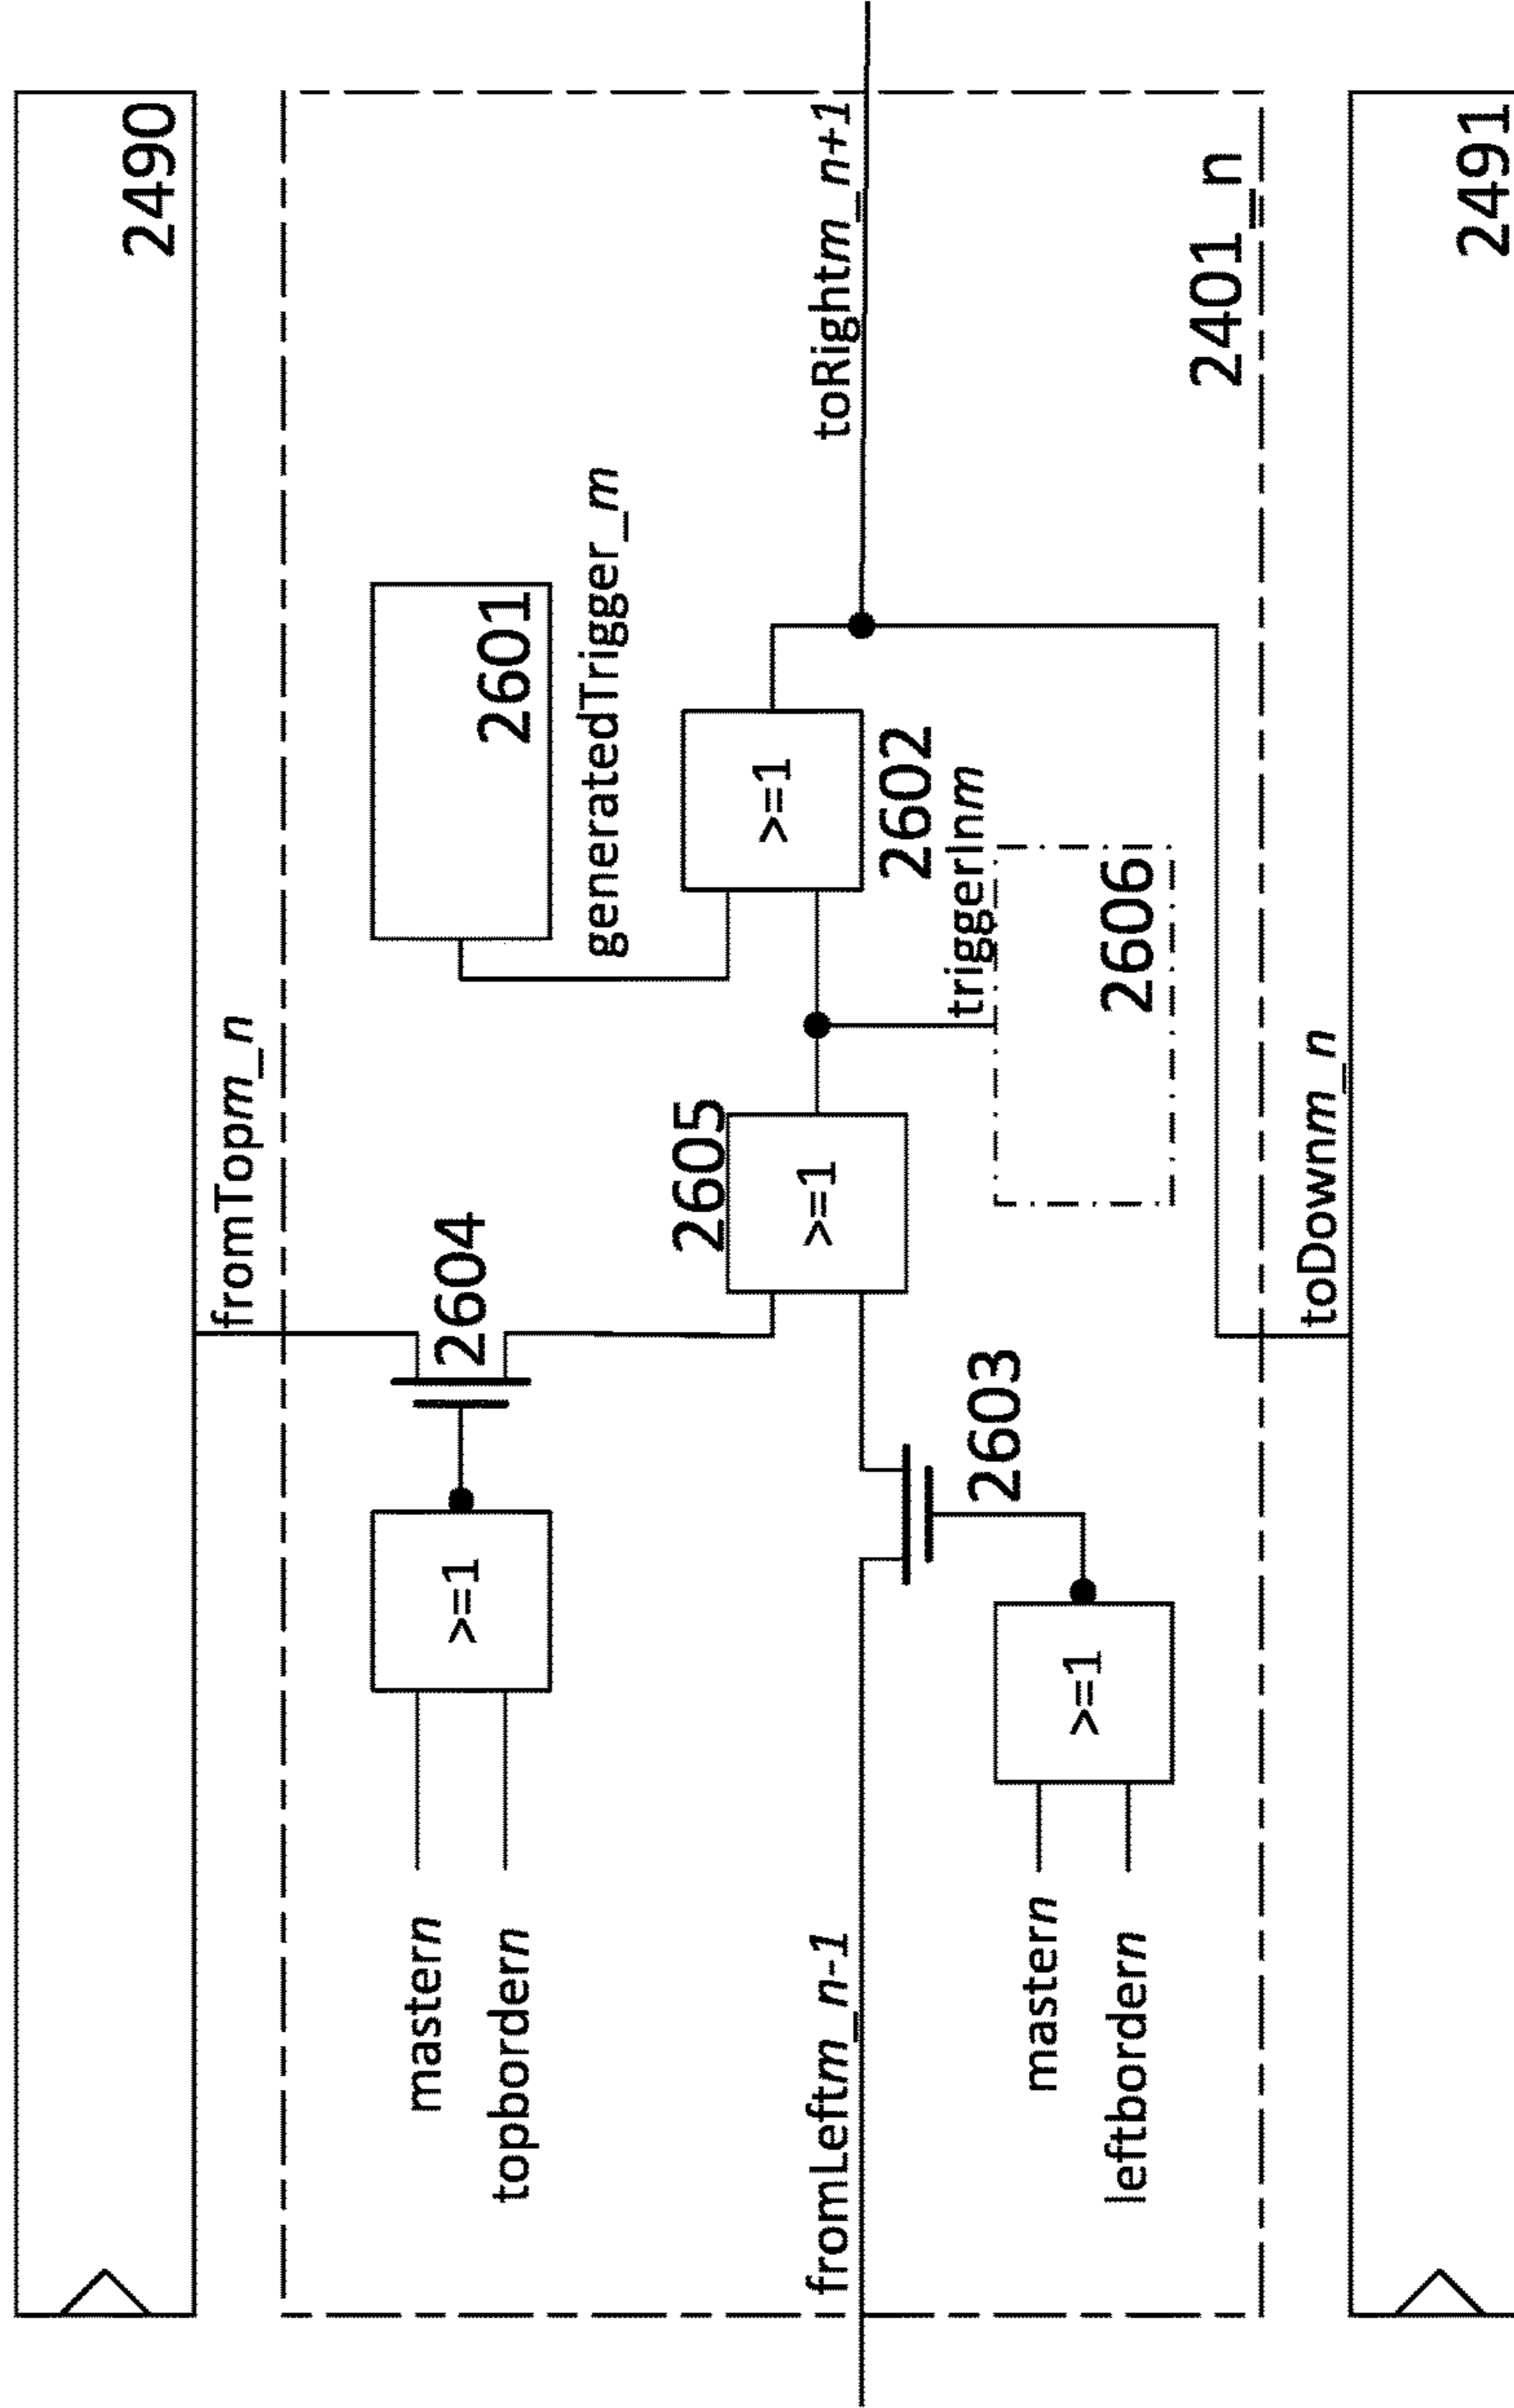 2490
fromTopm_n
2604
mastern
topbordern
>=1
2601
generatedTrigger_m
2605
>=1
>=1
2602
toRightm_n+1
fromLeftm_n-1
2603
triggerInm
2606
mastern
leftbordern
>=1
2401_n
toDownm_n
2491